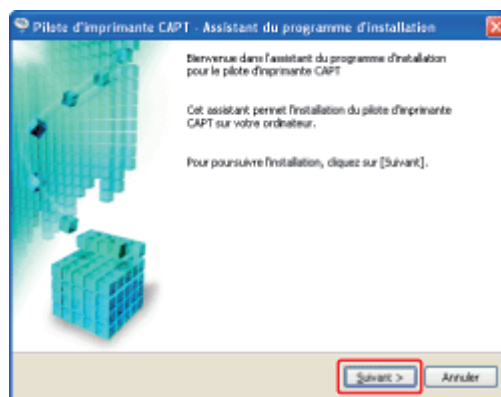 Pilote d'imprimante CAPT - Assistant du programme d'installation
Bienvenue dans l'assistant du programme d'installation
pour le pilote d'imprimante CAPT
Cet assistant permet l'installation du pilote d'imprimante
CAPT sur votre ordinateur.
Pour poursuivre l'installation, cliquez sur [Suivant].
Suivant > Annuler